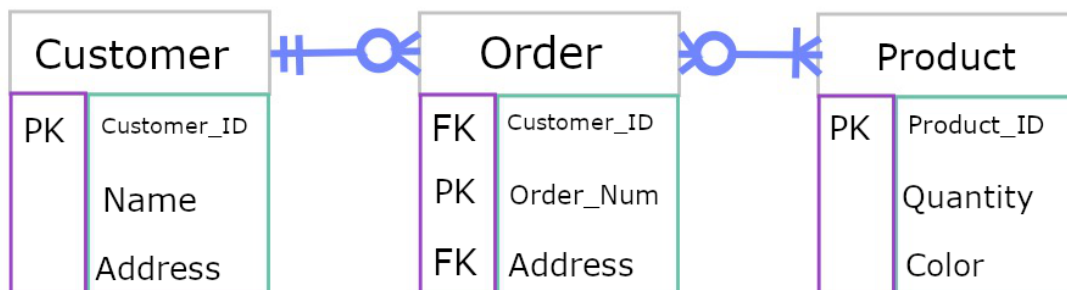 Customer
PK Customer_ID
Name
Address
Order
FK Customer_ID
PK Order_Num
FK Address
Product
PK Product_ID
Quantity
Color